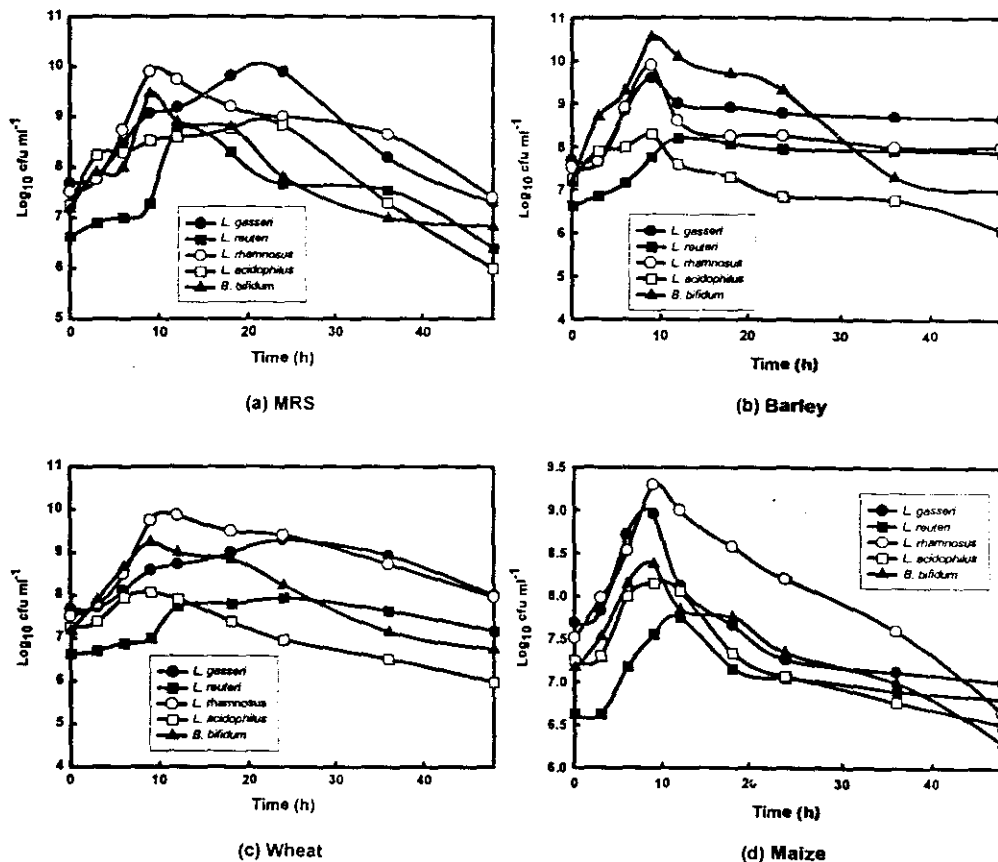 11
10
9
8
7
6
5
Log10 cfu ml-1
L. gasseri
L. reuteri
L. rhamnosus
L. acidophilus
B. bifidum
0 10 20 30 40
Time (h)
(a) MRS
11
10
9
8
7
6
5
4
Log10 cfu ml-1
L. gasseri
L. reuteri
L. rhamnosus
L. acidophilus
B. bifidum
0 10 20 30 40
Time (h)
(b) Barley
11
10
9
8
7
6
5
4
Log10 cfu ml-1
L. gasseri
L. reuteri
L. rhamnosus
L. acidophilus
B. bifidum
0 10 20 30 40
Time (h)
(c) Wheat
9.5
9.0
8.5
8.0
7.5
7.0
6.5
6.0
Log10 cfu ml-1
L. gasseri
L. reuteri
L. rhamnosus
L. acidophilus
B. bifidum
0 10 20 30 40
Time (h)
(d) Maize